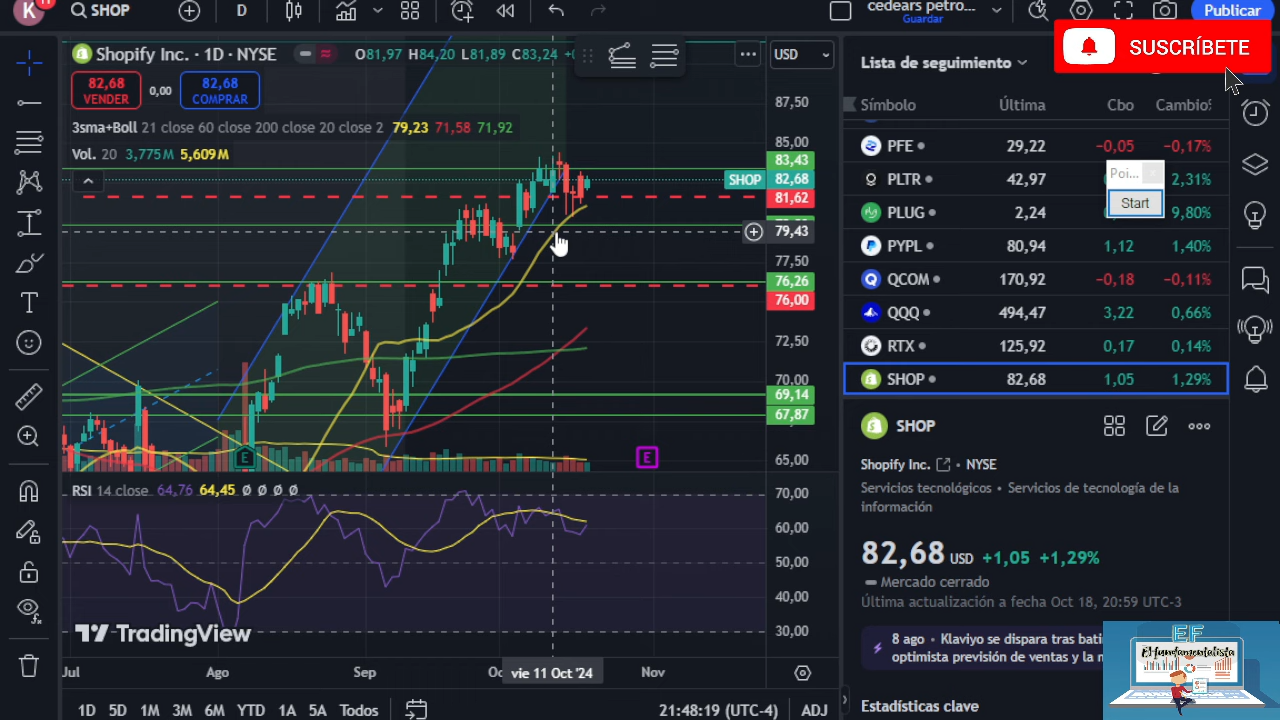 K
11
SHOP
D
cedears petro...
Guardar
Publicar
SUSCRÍBETE
Shopify Inc. · 1D · NYSE
O81,97 H84,20 L81,89 C83,24
USD
82,68
VENDER
0,00
82,68
COMPRAR
3sma+Boll 21 close 60 close 200 close 20 close 2 79,23 71,58 71,92
Vol. 20 3,775M 5,609M
87,50
85,00
83,43
SHOP 82,68
81,62
79,43
77,50
76,26
76,00
72,50
70,00
69,14
67,87
65,00
E
E
RSI 14 close 64,76 64,45 Ø Ø Ø Ø
70,00
60,00
50,00
40,00
30,00
TradingView
Jul
Ago
Sep
vie 11 Oct '24
Nov
1D 5D 1M 3M 6M YTD 1A 5A Todos
21:48:19 (UTC-4)
ADJ
Lista de seguimiento
Símbolo Última Cbo Cambio%
PFE 29,22 −0,05 −0,17%
PLTR 42,97 2,31%
PLUG 2,24 9,80%
PYPL 80,94 1,12 1,40%
QCOM 170,92 −0,18 −0,11%
QQQ 494,47 3,22 0,66%
RTX 125,92 0,17 0,14%
SHOP 82,68 1,05 1,29%
Poi...
Start
SHOP
Shopify Inc. • NYSE
Servicios tecnológicos • Servicios de tecnología de la
información
82,68 USD +1,05 +1,29%
Mercado cerrado
Última actualización a fecha Oct 18, 20:59 UTC-3
8 ago • Klaviyo se dispara tras
optimista previsión de ventas y la
EF
El fundamentalista
Estadísticas clave